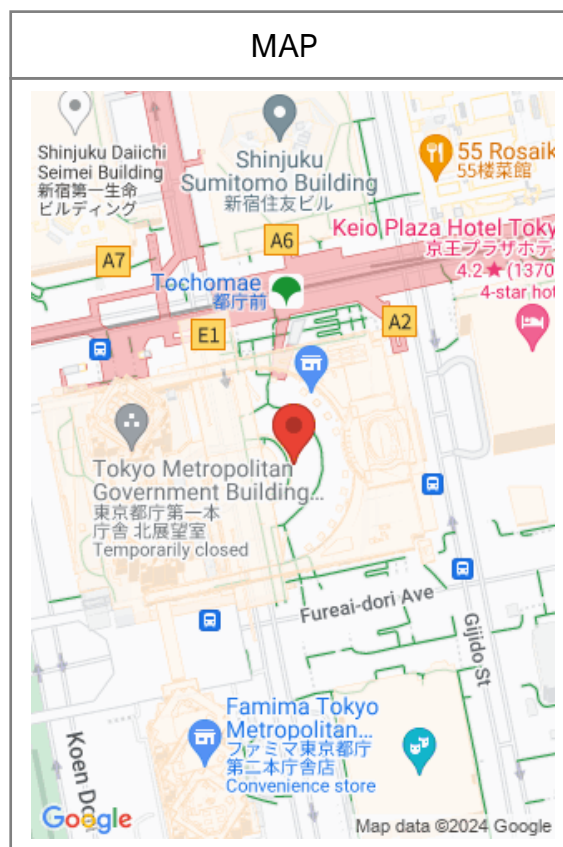 MAP
Shinjuku Daiichi
Seimei Building
新宿第一生命
ビルディング
Shinjuku
Sumitomo Building
新宿住友ビル
55 Rosaik
55楼菜館
Keio Plaza Hotel Toky
京王プラザホテ
4.2★(1370
4-star hot
A6
A7
Tochomae
都庁前
E1
A2
Tokyo Metropolitan
Government Building...
東京都庁第一本
庁舎 北展望室
Temporarily closed
Fureai-dori Ave
Gijido St
Koen Do
Famima Tokyo
Metropolitan...
ファミマ東京都庁
第二本庁舎店
Convenience store
Google
Map data ©2024 Google